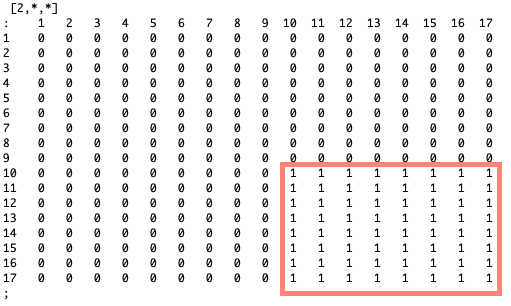 [2,*,*]
: 1 2 3 4 5 6 7 8 9 10 11 12 13 14 15 16 17
1 0 0 0 0 0 0 0 0 0 0 0 0 0 0 0 0 0
2 0 0 0 0 0 0 0 0 0 0 0 0 0 0 0 0 0
3 0 0 0 0 0 0 0 0 0 0 0 0 0 0 0 0 0
4 0 0 0 0 0 0 0 0 0 0 0 0 0 0 0 0 0
5 0 0 0 0 0 0 0 0 0 0 0 0 0 0 0 0 0
6 0 0 0 0 0 0 0 0 0 0 0 0 0 0 0 0 0
7 0 0 0 0 0 0 0 0 0 0 0 0 0 0 0 0 0
8 0 0 0 0 0 0 0 0 0 0 0 0 0 0 0 0 0
9 0 0 0 0 0 0 0 0 0 0 0 0 0 0 0 0 0
10 0 0 0 0 0 0 0 0 0 1 1 1 1 1 1 1 1
11 0 0 0 0 0 0 0 0 0 1 1 1 1 1 1 1 1
12 0 0 0 0 0 0 0 0 0 1 1 1 1 1 1 1 1
13 0 0 0 0 0 0 0 0 0 1 1 1 1 1 1 1 1
14 0 0 0 0 0 0 0 0 0 1 1 1 1 1 1 1 1
15 0 0 0 0 0 0 0 0 0 1 1 1 1 1 1 1 1
16 0 0 0 0 0 0 0 0 0 1 1 1 1 1 1 1 1
17 0 0 0 0 0 0 0 0 0 1 1 1 1 1 1 1 1
;